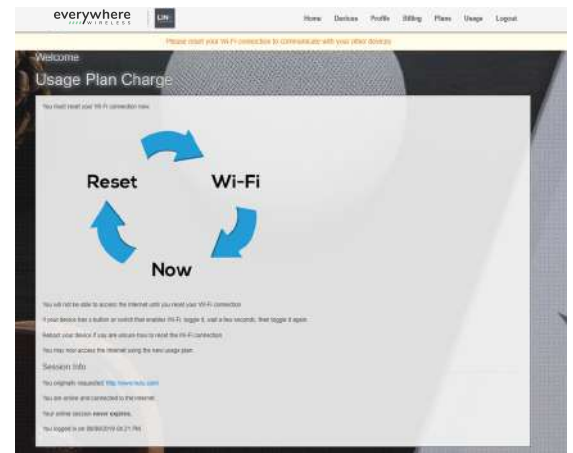 everywhere
WIRELESS
LIN
Home Devices Profile Billing Plans Usage Logout
Please reset your Wi-Fi connection to communicate with your other devices.
Welcome
Usage Plan Charge
You must reset your Wi-Fi connection now.
Reset
Wi-Fi
Now
You will not be able to access the Internet until you reset your Wi-Fi connection
If your device has a button or switch that enables Wi-Fi, toggle it, wait a few seconds, then toggle it again.
Reboot your device if you are unsure how to reset the Wi-Fi connection
You may now access the Internet using the new usage plan.
Session Info
You originally requested:
You are online and connected to the Internet.
Your online session never expires.
You logged in on